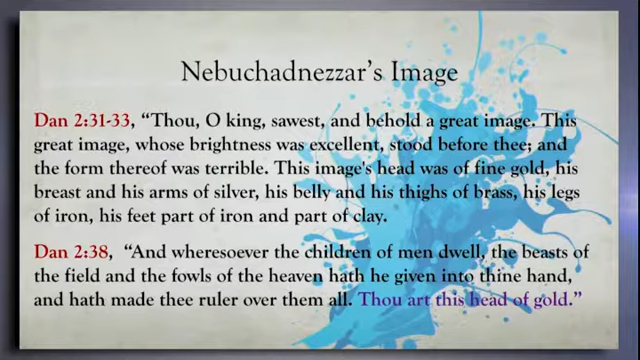 Nebuchadnezzar's Image
Dan 2:31-33, “Thou, O king, sawest, and behold a great image. This
great image, whose brightness was excellent, stood before thee; and
the form thereof was terrible. This image's head was of fine gold, his
breast and his arms of silver, his belly and his thighs of brass, his legs
of iron, his feet part of iron and part of clay.
Dan 2:38, “And wheresoever the children of men dwell, the beasts of
the field and the fowls of the heaven hath he given into thine hand,
and hath made thee ruler over them all. Thou art this head of gold.”